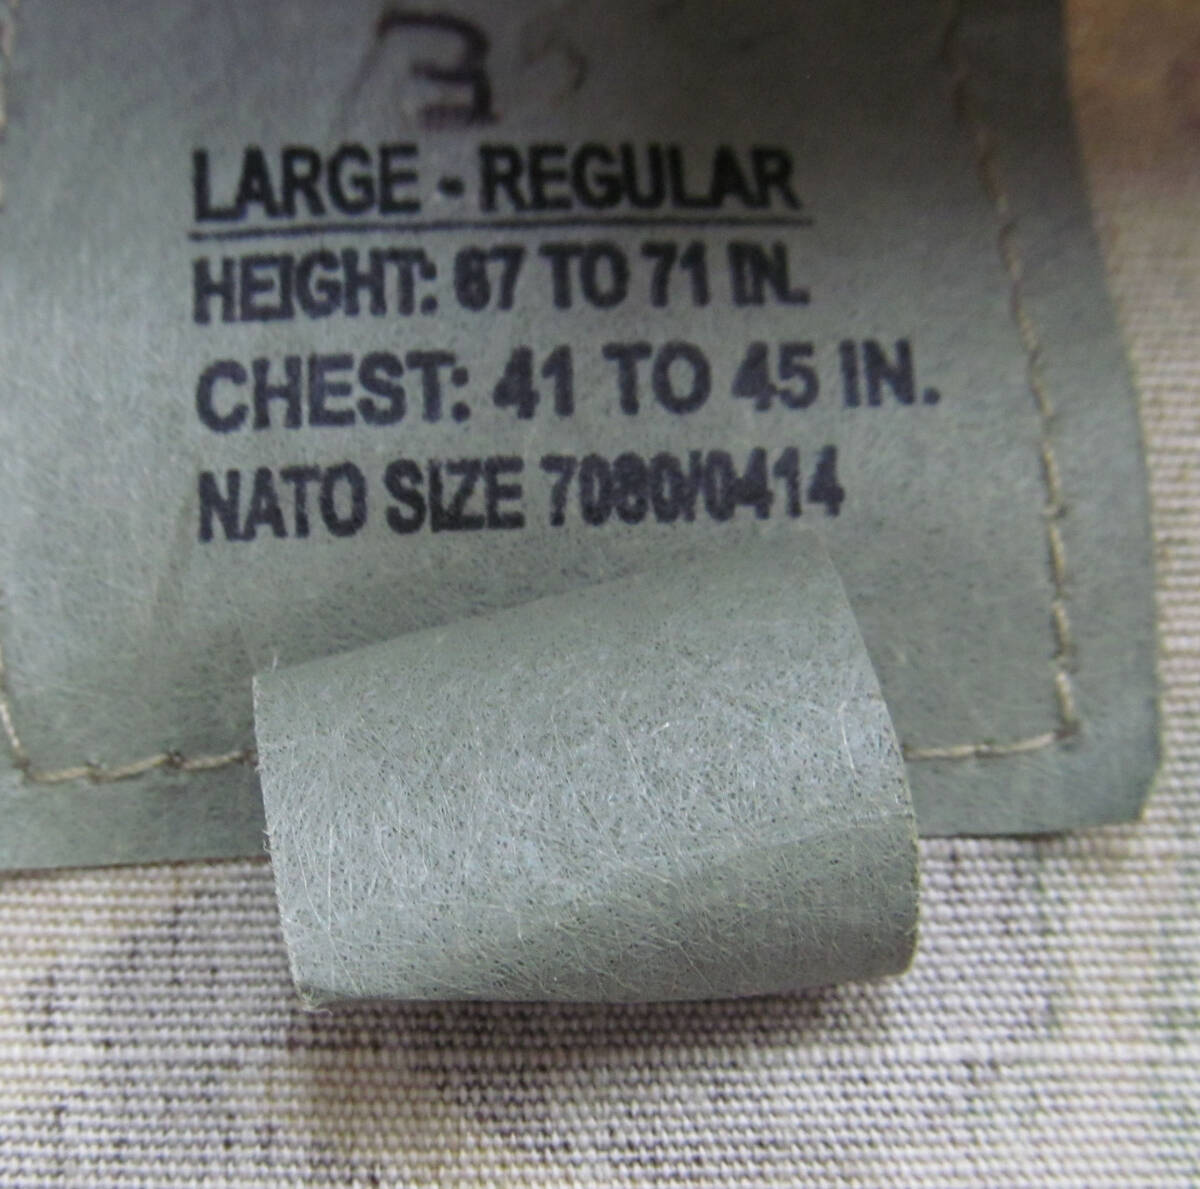 LARGE - REGULAR
HEIGHT: 67 TO 71 IN.
CHEST: 41 TO 45 IN.
NATO SIZE 7080/0414